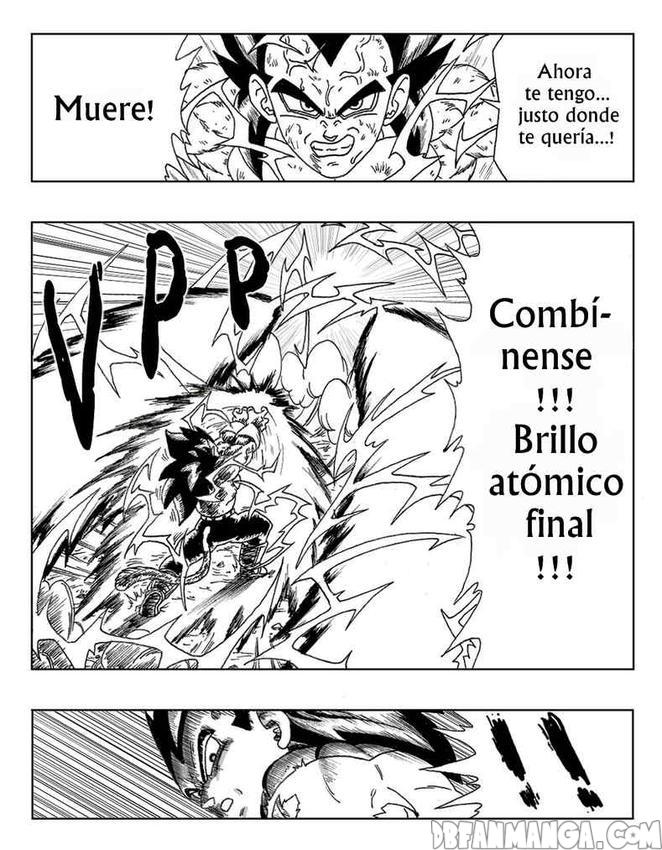 Ahora
te tengo...
justo donde
te quería...!
Muere!
VPP
Combí-
nense
!!!
Brillo
atómico
final
!!!
!!
DBFANMANGA.COM